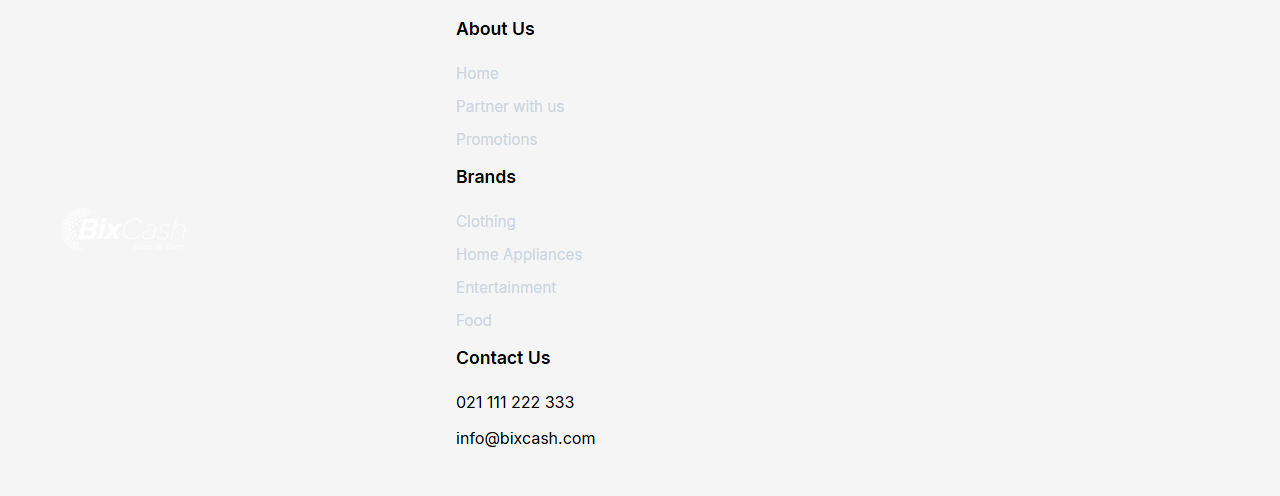 BixCash
About Us
Home
Partner with us
Promotions
Brands
Clothing
Home Appliances
Entertainment
Food
Contact Us
021 111 222 333
info@bixcash.com